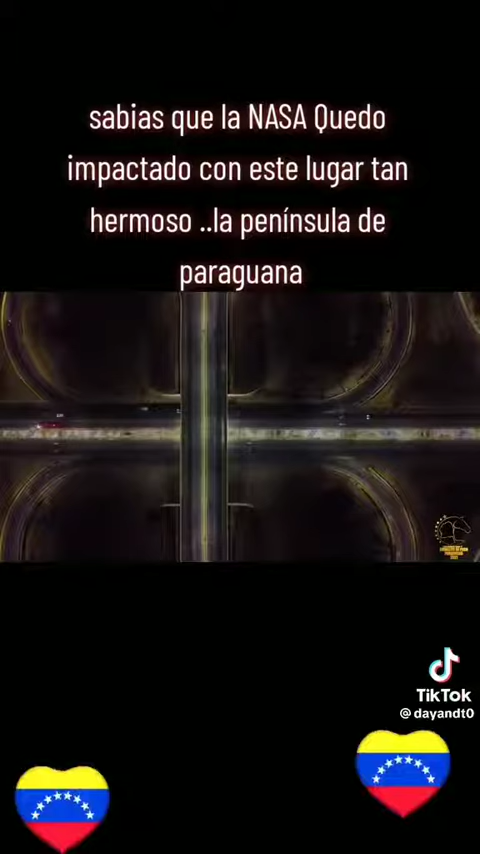 sabias que la NASA Quedo
impactado con este lugar tan
hermoso ..la península de
paraguana
TikTok
@dayandt0